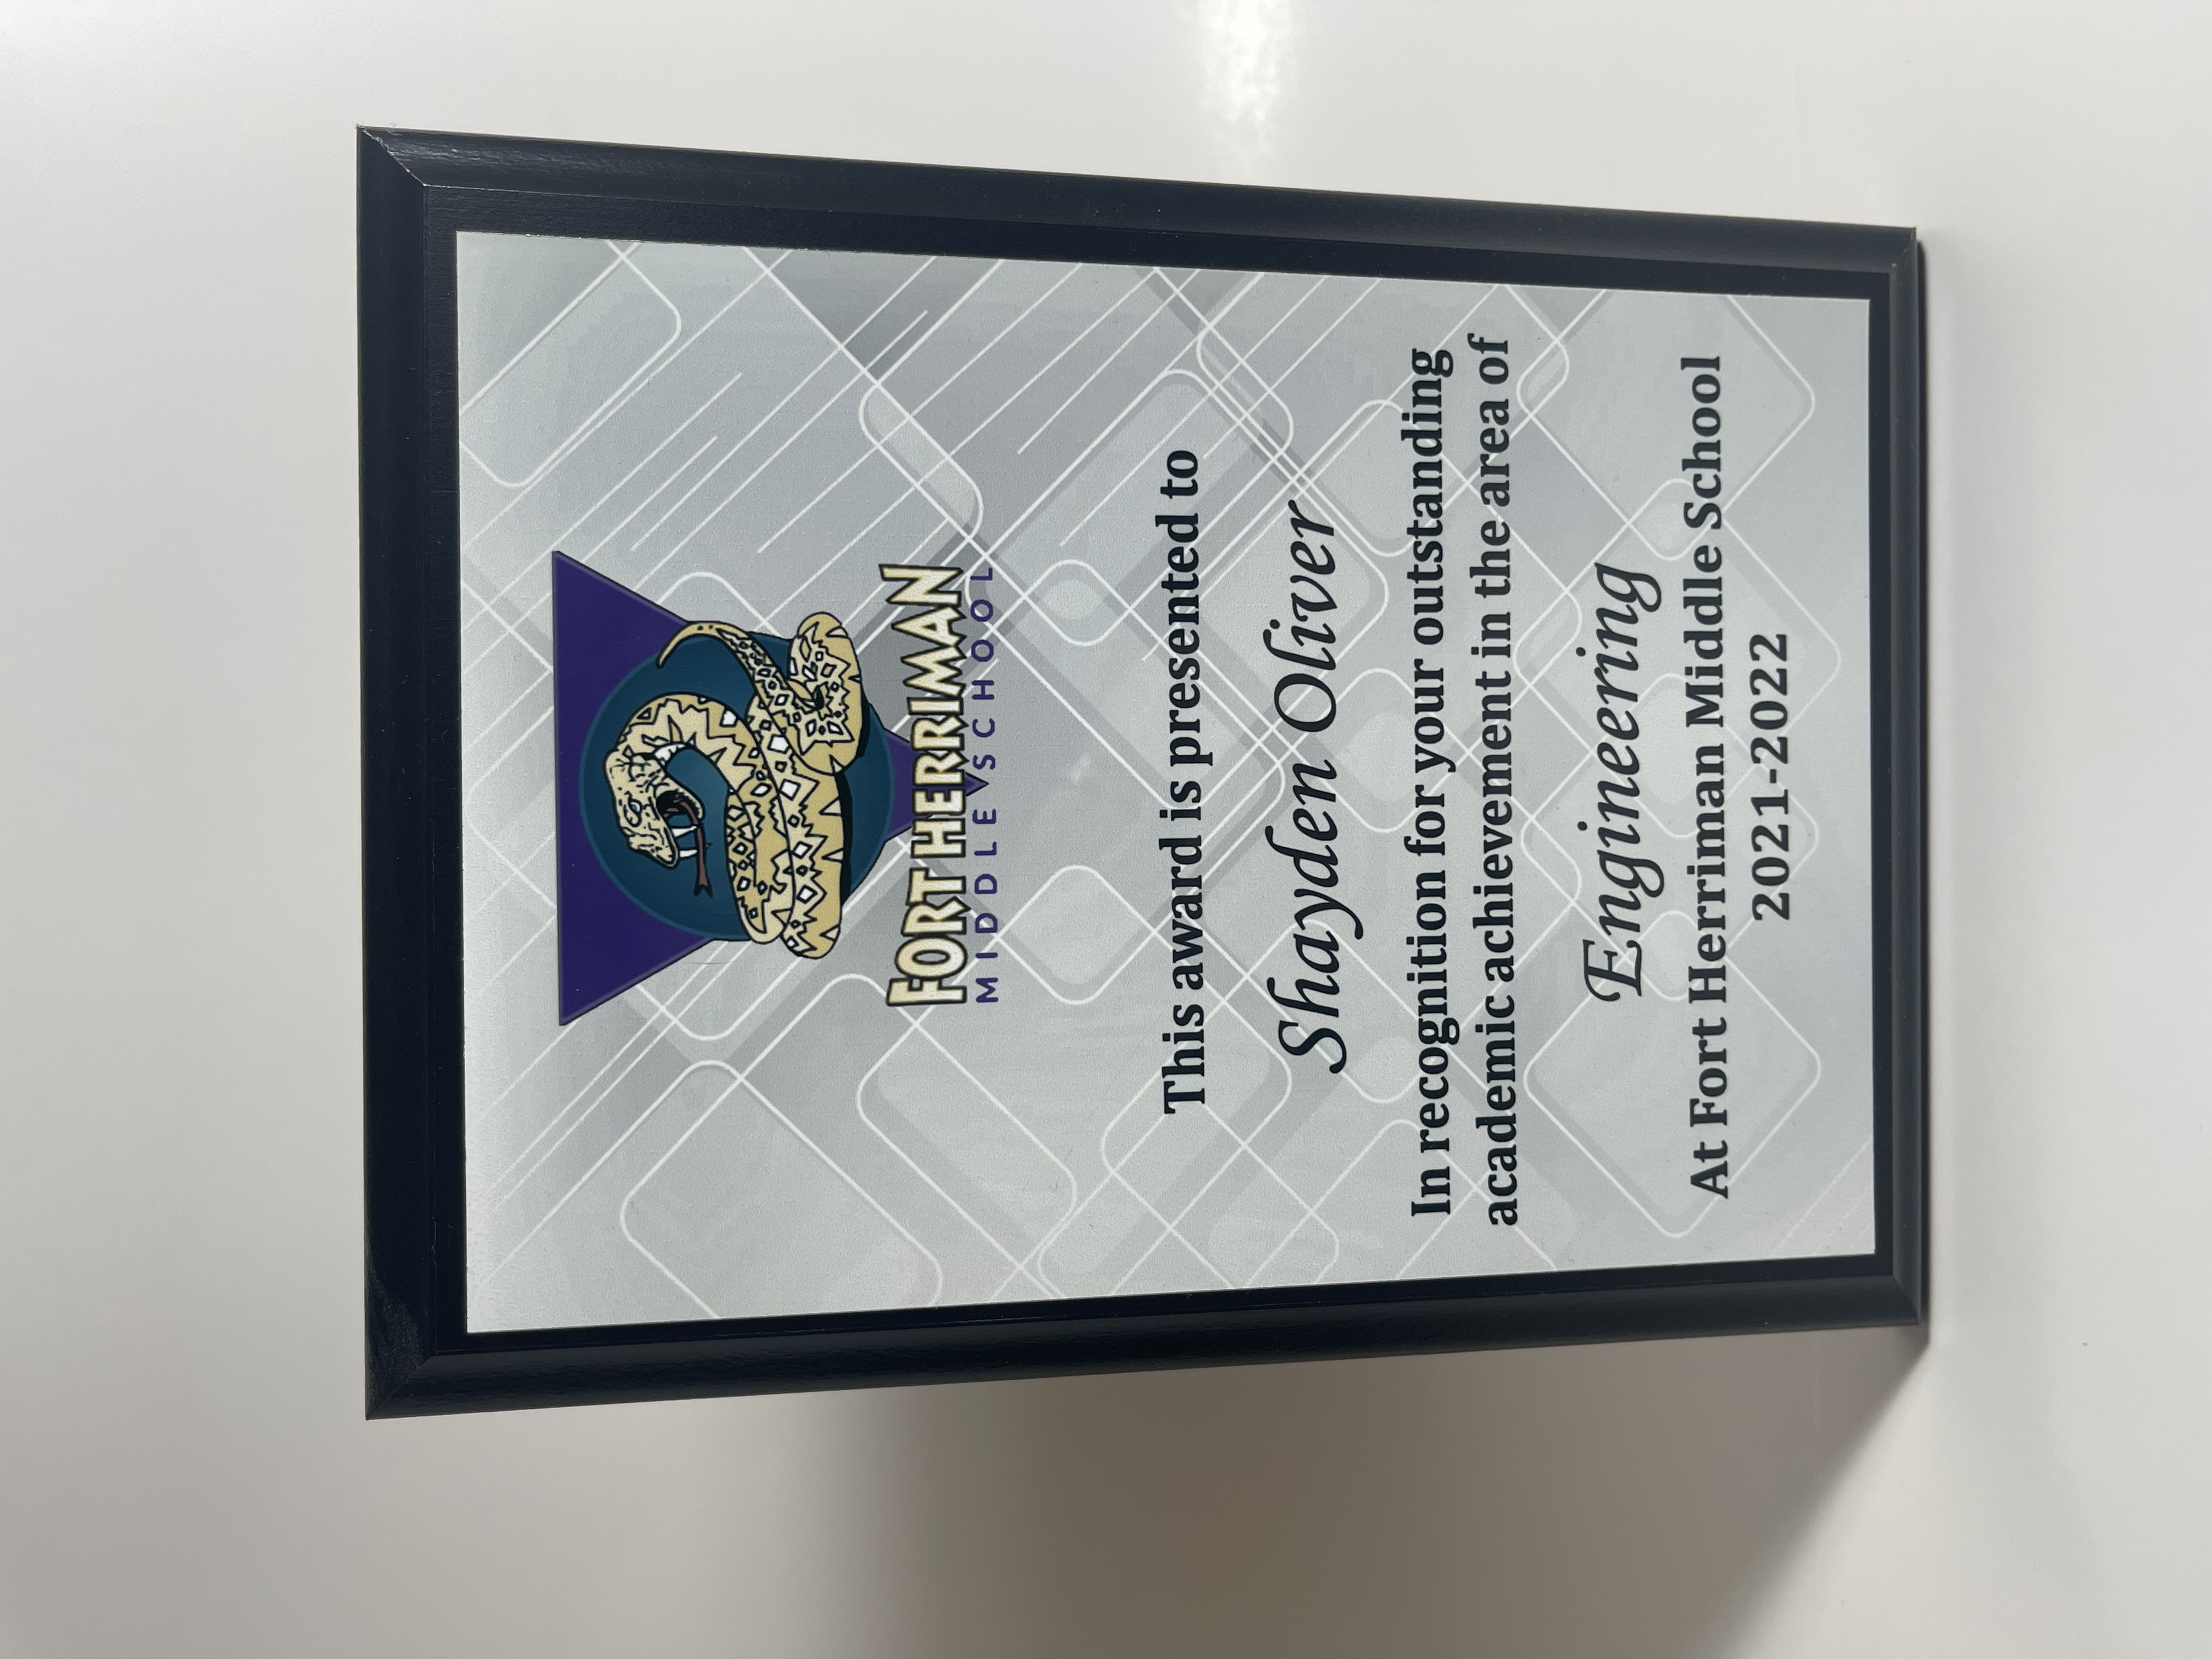 FORT HERRIMAN
MIDDLE SCHOOL
This award is presented to
Shayden Oliver
In recognition for your outstanding
academic achievement in the area of
Engineering
At Fort Herriman Middle School
2021-2022